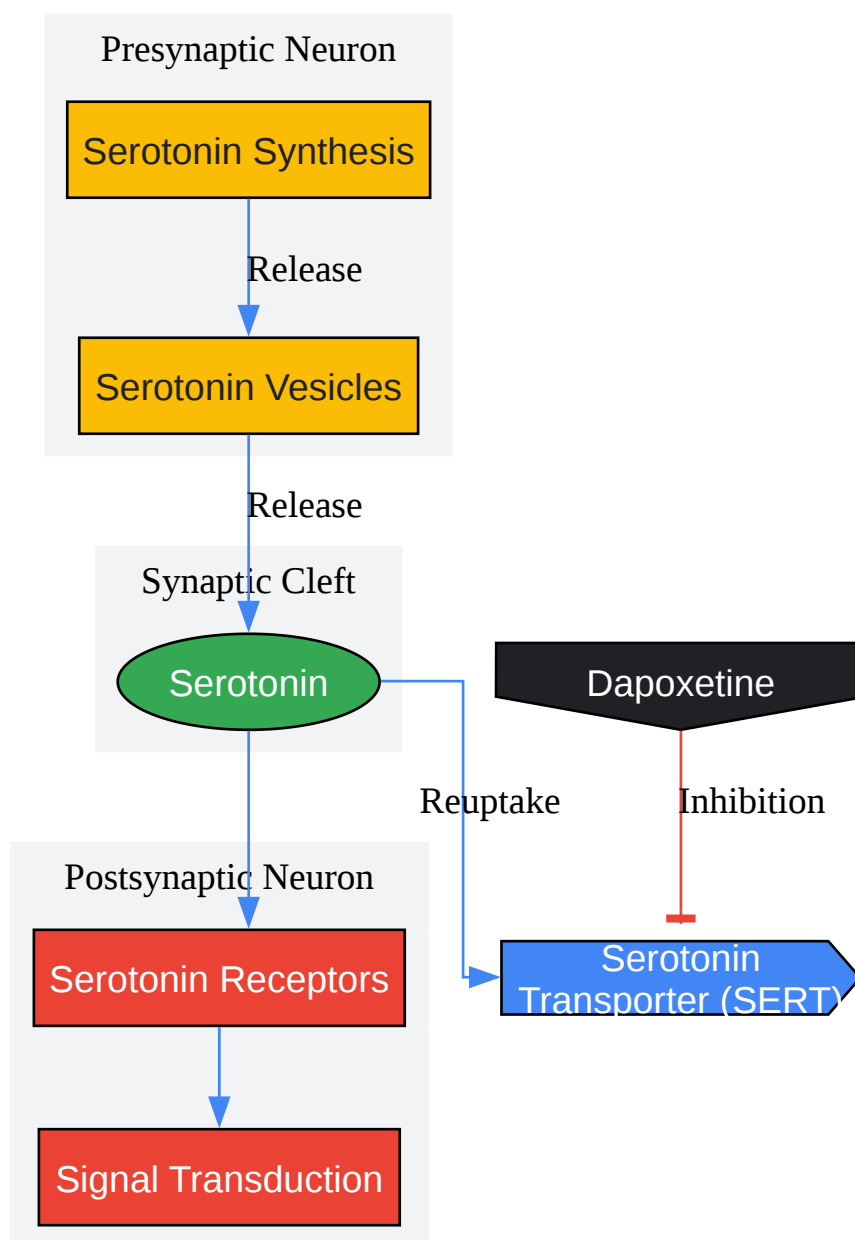 Presynaptic Neuron
Serotonin Synthesis
Release
Serotonin Vesicles
Release
Synaptic Cleft
Serotonin
Dapoxetine
Reuptake
Inhibition
Postsynaptic Neuron
Serotonin Receptors
Serotonin
Transporter (SERT)
Signal Transduction